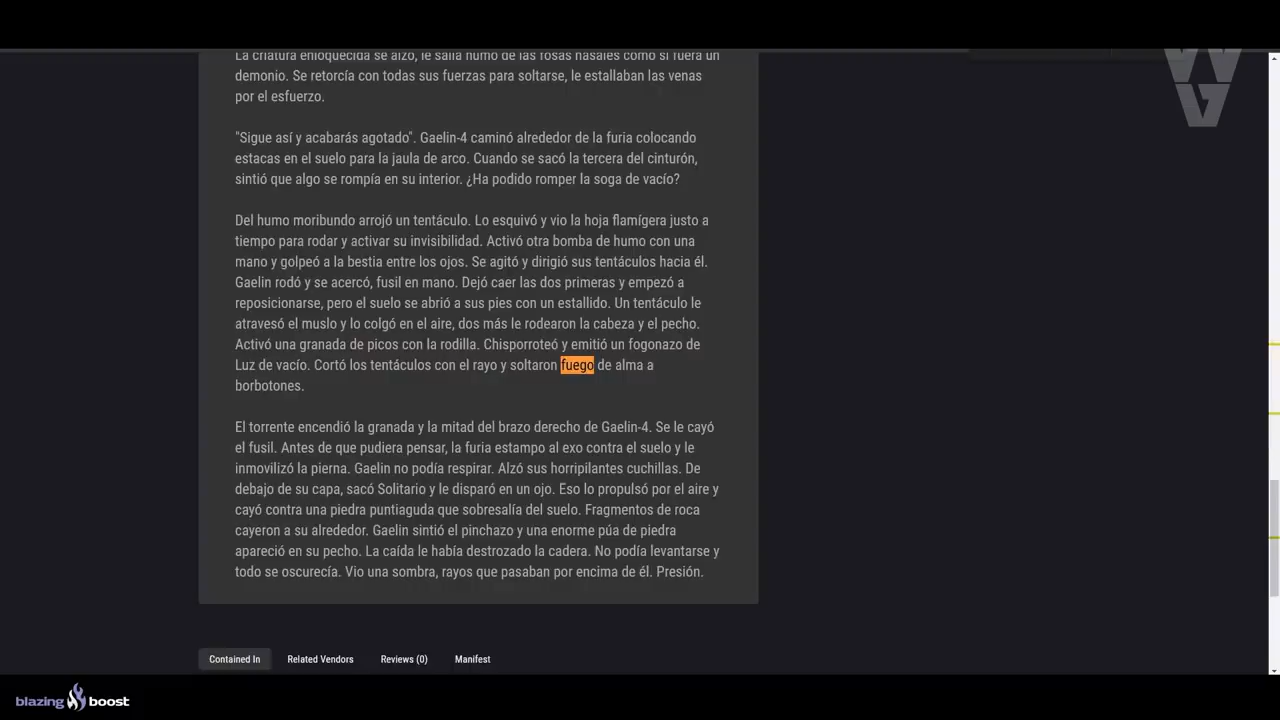 La criatura enloquecida se alzó, le salía humo de las fosas nasales como si fuera un
demonio. Se retorcía con todas sus fuerzas para soltarse, le estallaban las venas
por el esfuerzo.
"Sigue así y acabarás agotado". Gaelin-4 caminó alrededor de la furia colocando
estacas en el suelo para la jaula de arco. Cuando se sacó la tercera del cinturón,
sintió que algo se rompía en su interior. ¿Ha podido romper la soga de vacío?
Del humo moribundo arrojó un tentáculo. Lo esquivó y vio la hoja flamígera justo a
tiempo para rodar y activar su invisibilidad. Activó otra bomba de humo con una
mano y golpeó a la bestia entre los ojos. Se agitó y dirigió sus tentáculos hacia él.
Gaelin rodó y se acercó, fusil en mano. Dejó caer las dos primeras y empezó a
reposicionarse, pero el suelo se abrió a sus pies con un estallido. Un tentáculo le
atravesó el muslo y lo colgó en el aire, dos más le rodearon la cabeza y el pecho.
Activó una granada de picos con la rodilla. Chisporroteó y emitió un fogonazo de
Luz de vacío. Cortó los tentáculos con el rayo y soltaron fuego de alma a
borbotones.
El torrente encendió la granada y la mitad del brazo derecho de Gaelin-4. Se le cayó
el fusil. Antes de que pudiera pensar, la furia estampo al exo contra el suelo y le
inmovilizó la pierna. Gaelin no podía respirar. Alzó sus horripilantes cuchillas. De
debajo de su capa, sacó Solitario y le disparó en un ojo. Eso lo propulsó por el aire y
cayó contra una piedra puntiaguda que sobresalía del suelo. Fragmentos de roca
cayeron a su alrededor. Gaelin sintió el pinchazo y una enorme púa de piedra
apareció en su pecho. La caída le había destrozado la cadera. No podía levantarse y
todo se oscurecía. Vio una sombra, rayos que pasaban por encima de él. Presión.
Contained In
Related Vendors
Reviews (0)
Manifest
blazing boost